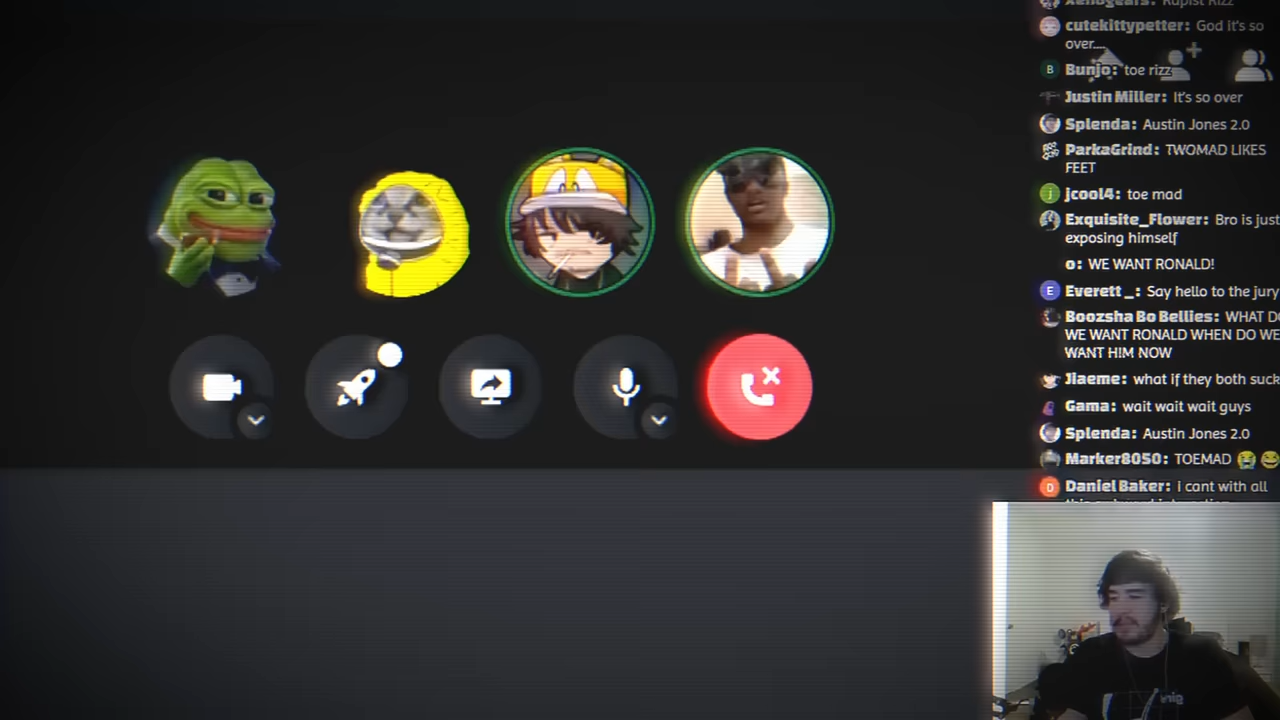 Xenogears: Rapist Rizz
cutekittypetter: God it's so
over....
B Bunjo: toe rizz
Justin Miller: It's so over
Splenda: Austin Jones 2.0
ParkaGrind: TWOMAD LIKES
FEET
j jcool4: toe mad
Exquisite_Flower: Bro is just
exposing himself
o: WE WANT RONALD!
E Everett _: Say hello to the jury
Boozsha Bo Bellies: WHAT DO
WE WANT RONALD WHEN DO WE
WANT HIM NOW
Jiaeme: what if they both suck
Gama: wait wait wait guys
Splenda: Austin Jones 2.0
Marker8050: TOEMAD 😭 😂
D Daniel Baker: i cant with all